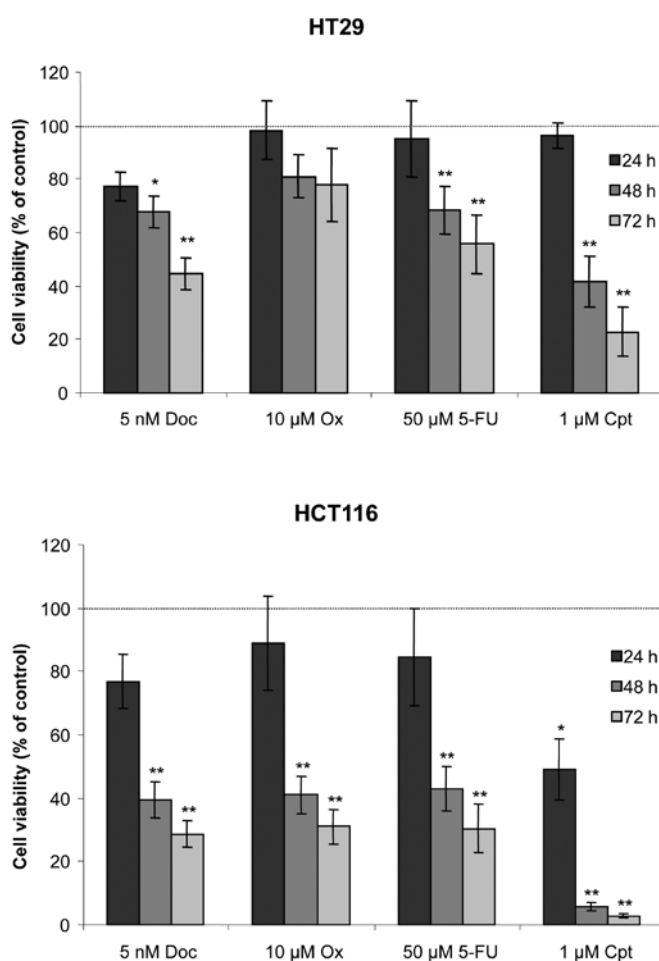 HT29
Cell viability (% of control)
120
100
80
60
40
20
0
*
**
**
**
**
**
24 h
48 h
72 h
5 nM Doc
10 µM Ox
50 µM 5-FU
1 µM Cpt
HCT116
Cell viability (% of control)
120
100
80
60
40
20
0
**
**
**
**
**
**
*
**
**
24 h
48 h
72 h
5 nM Doc
10 µM Ox
50 µM 5-FU
1 µM Cpt